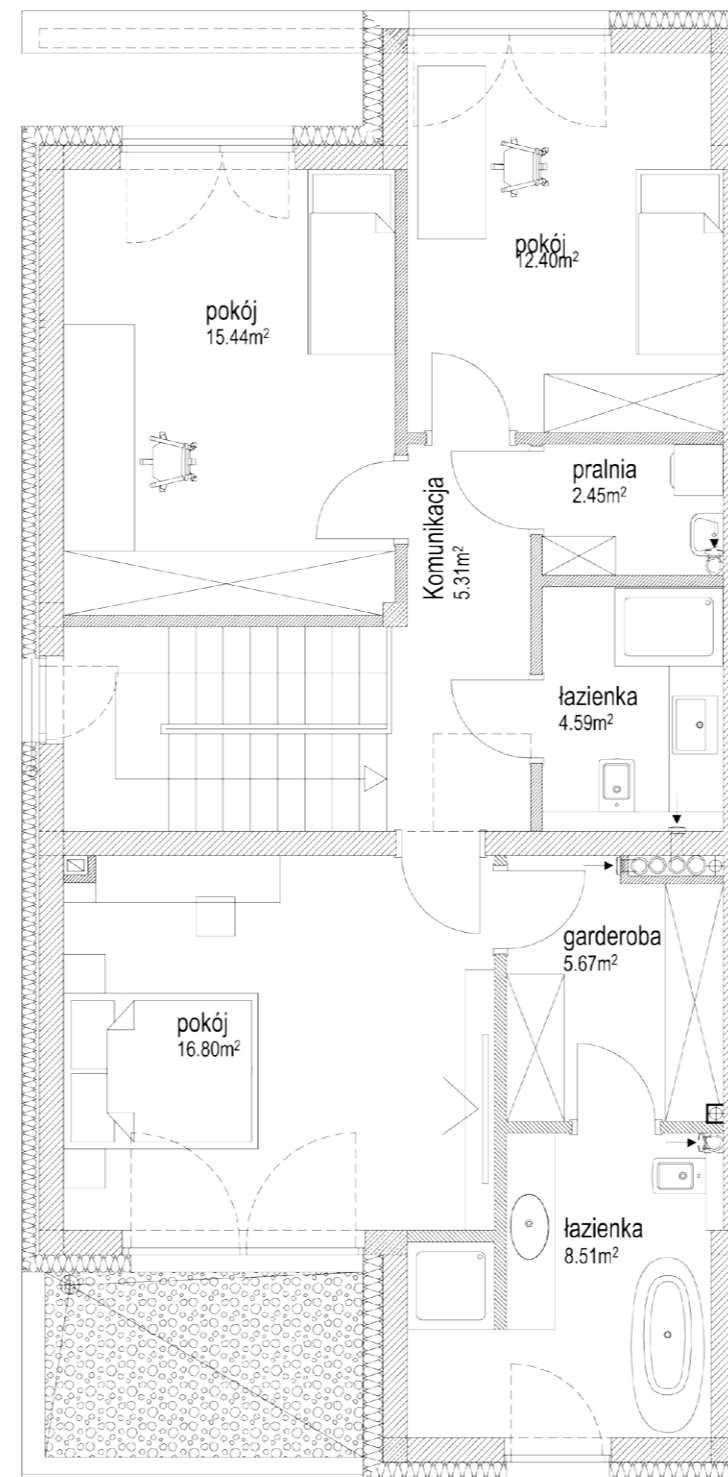 pokój
12.40m²
pokój
15.44m²
pralnia
2.45m²
Komunikacja
5.31m²
łazienka
4.59m²
garderoba
5.67m²
pokój
16.80m²
łazienka
8.51m²